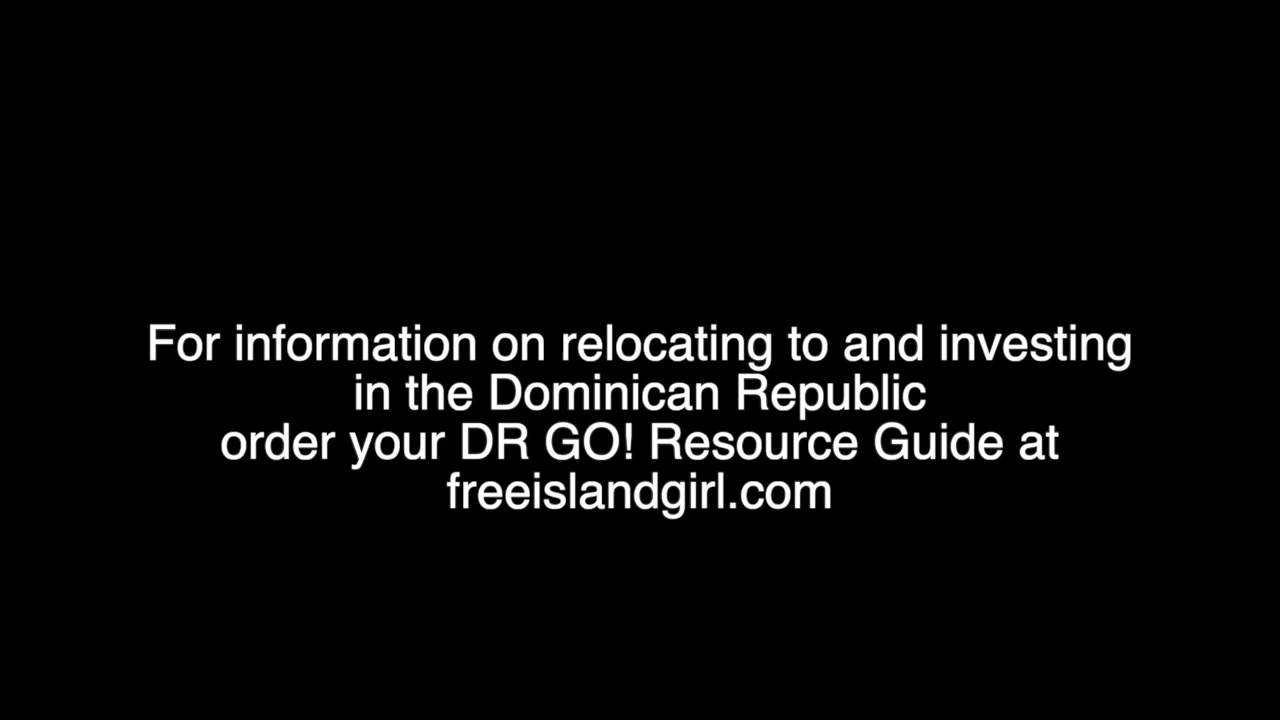 For information on relocating to and investing
in the Dominican Republic
order your DR GO! Resource Guide at
freeislandgirl.com